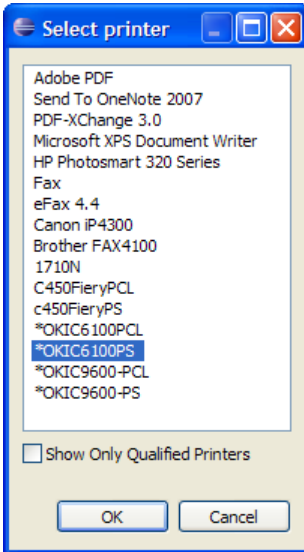 Select printer
Adobe PDF
Send To OneNote 2007
PDF-XChange 3.0
Microsoft XPS Document Writer
HP Photosmart 320 Series
Fax
eFax 4.4
Canon iP4300
Brother FAX4100
1710N
C450FieryPCL
c450FieryPS
*OKIC6100PCL
*OKIC6100PS
*OKIC9600-PCL
*OKIC9600-PS
Show Only Qualified Printers
OK Cancel